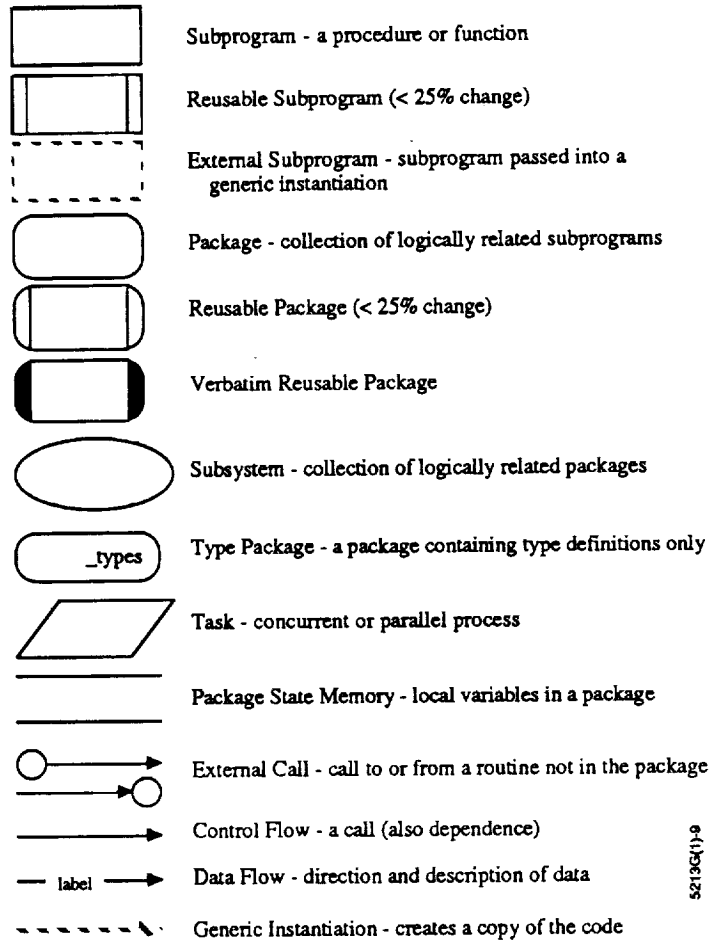 Subprogram - a procedure or function
Reusable Subprogram (< 25% change)
External Subprogram - subprogram passed into a
generic instantiation
Package - collection of logically related subprograms
Reusable Package (< 25% change)
Verbatim Reusable Package
Subsystem - collection of logically related packages
_types
Type Package - a package containing type definitions only
Task - concurrent or parallel process
Package State Memory - local variables in a package
External Call - call to or from a routine not in the package
Control Flow - a call (also dependence)
label
Data Flow - direction and description of data
Generic Instantiation - creates a copy of the code
5213G(1)-9